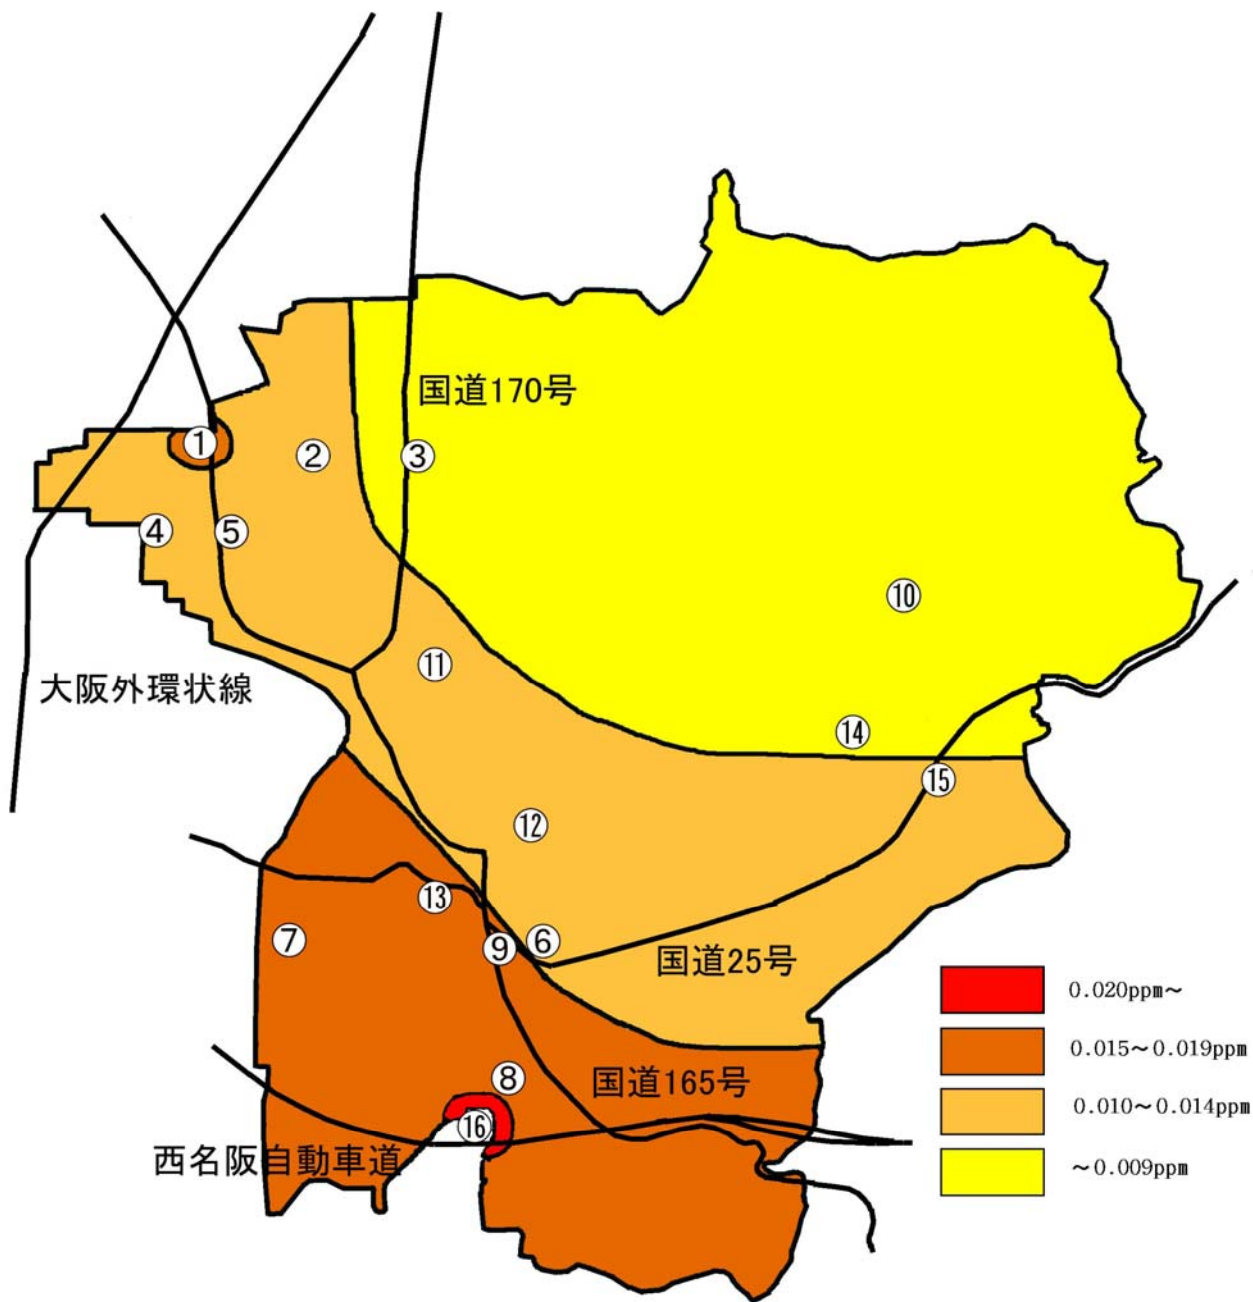 国道170号
①
②
③
④
⑤
⑩
⑪
大阪外環状線
⑭
⑮
⑫
⑬
⑦
⑨
⑥
国道25号
0.020ppm～
0.015～0.019ppm
⑧
国道165号
0.010～0.014ppm
⑯
西名阪自動車道
～0.009ppm